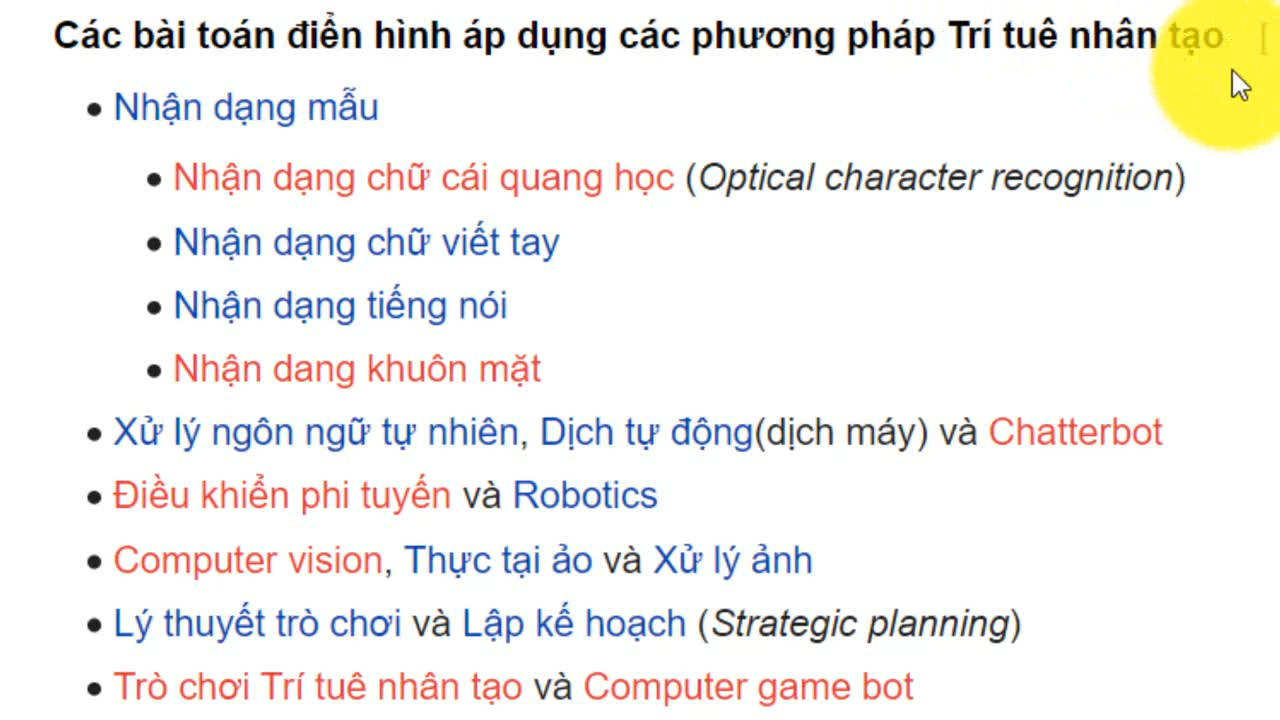 Các bài toán điển hình áp dụng các phương pháp Trí tuê nhân tạo [
Nhận dạng mẫu
Nhận dạng chữ cái quang học (Optical character recognition)
Nhận dạng chữ viết tay
Nhận dạng tiếng nói
Nhận dang khuôn mặt
Xử lý ngôn ngữ tự nhiên, Dịch tự động(dịch máy) và Chatterbot
Điều khiển phi tuyến và Robotics
Computer vision, Thực tại ảo và Xử lý ảnh
Lý thuyết trò chơi và Lập kế hoạch (Strategic planning)
Trò chơi Trí tuê nhân tạo và Computer game bot